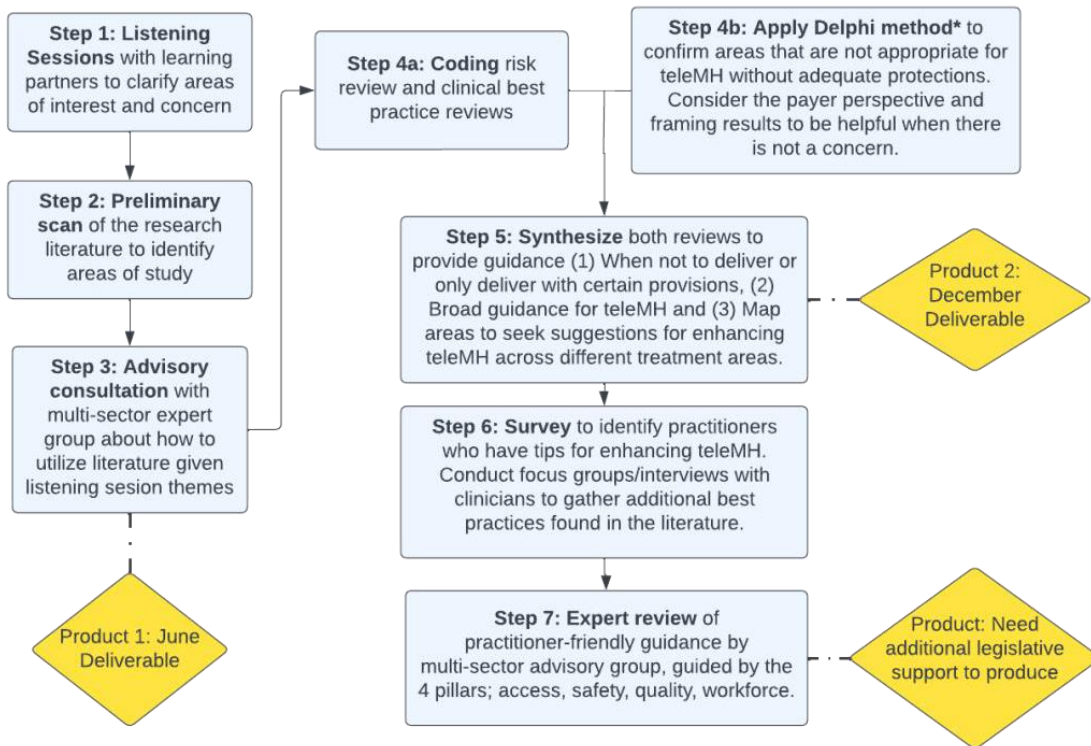 Step 1: Listening
Sessions with learning
partners to clarify areas
of interest and concern
Step 2: Preliminary
scan of the research
literature to identify
areas of study
Step 3: Advisory
consultation with
multi-sector expert
group about how to
utilize literature given
listening sesion themes
Product 1: June
Deliverable
Step 4a: Coding risk
review and clinical best
practice reviews
Step 4b: Apply Delphi method* to
confirm areas that are not appropriate for
teleMH without adequate protections.
Consider the payer perspective and
framing results to be helpful when there
is not a concern.
Step 5: Synthesize both reviews to
provide guidance (1) When not to deliver or
only deliver with certain provisions, (2)
Broad guidance for teleMH and (3) Map
areas to seek suggestions for enhancing
teleMH across different treatment areas.
Product 2:
December
Deliverable
Step 6: Survey to identify practitioners
who have tips for enhancing teleMH.
Conduct focus groups/interviews with
clinicians to gather additional best
practices found in the literature.
Step 7: Expert review of
practitioner-friendly guidance by
multi-sector advisory group, guided by the
4 pillars; access, safety, quality, workforce.
Product: Need
additional legislative
support to produce